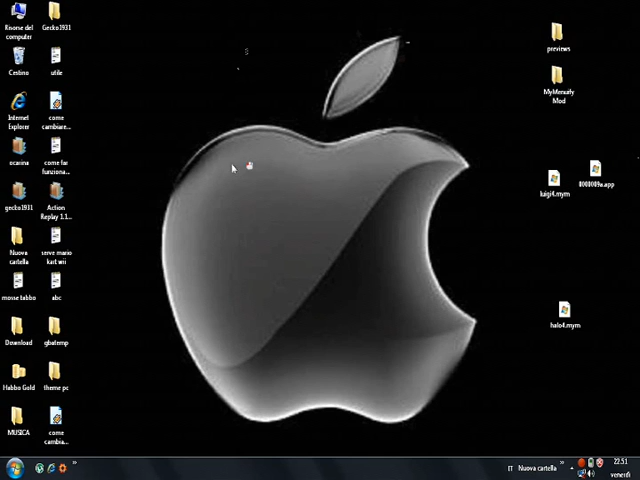 Risorse del
computer
Gecko1931
Cestino
utile
Internet
Explorer
come
cambiare...
ocarina
come far
funziona...
gecko1931
Action
Replay 1.1...
Nuova
cartella
serve mario
kart wii
mosse fabbo
abc
Download
gbatemp
Habbo Gold
theme pc
MUSICA
come
cambia...
previews
MyMenuify
Mod
luigi4.mym
0000009a.app
halo4.mym
IT
Nuova cartella
22.51
venerdì